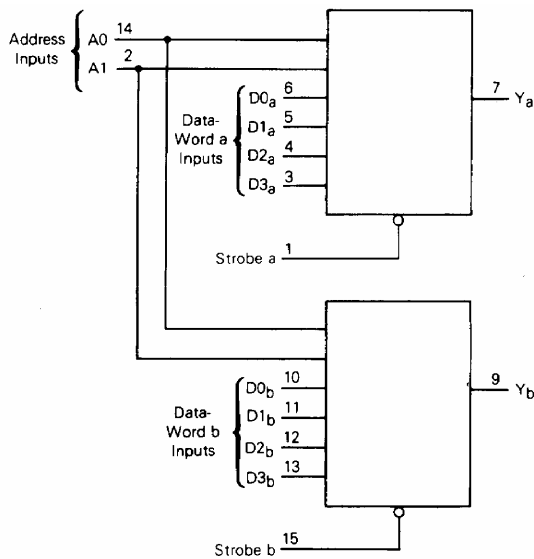 Address
Inputs
A0 14
A1 2
Data-
Word a
Inputs
D0a 6
D1a 5
D2a 4
D3a 3
7 Ya
Strobe a 1
Data-
Word b
Inputs
D0b 10
D1b 11
D2b 12
D3b 13
9 Yb
Strobe b 15